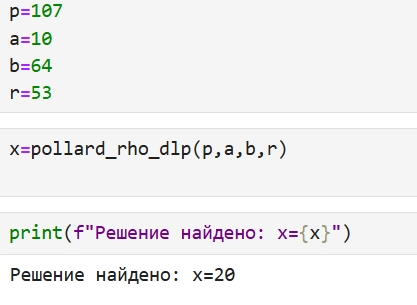 p=107
a=10
b=64
r=53
x=pollard_rho_dlp(p,a,b,r)
print(f"Решение найдено: x={x}")
Решение найдено: x=20